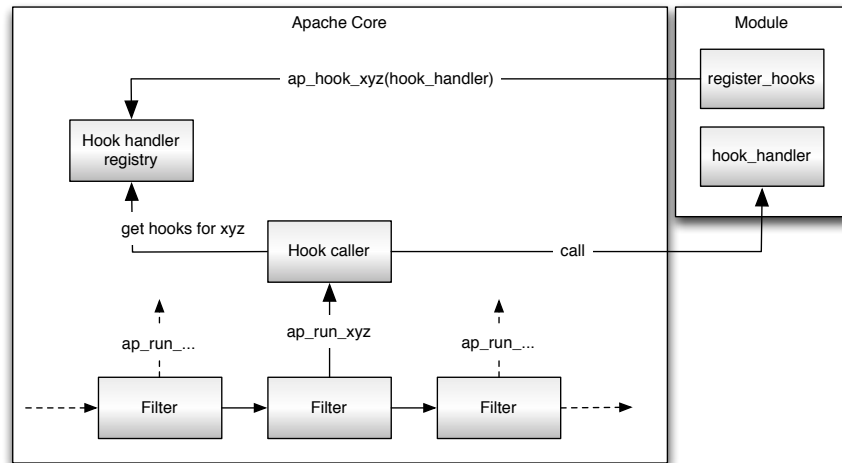 Apache Core
Module
ap_hook_xyz(hook_handler)
register_hooks
Hook handler
registry
hook_handler
get hooks for xyz
Hook caller
call
ap_run_...
ap_run_xyz
ap_run_...
Filter
Filter
Filter